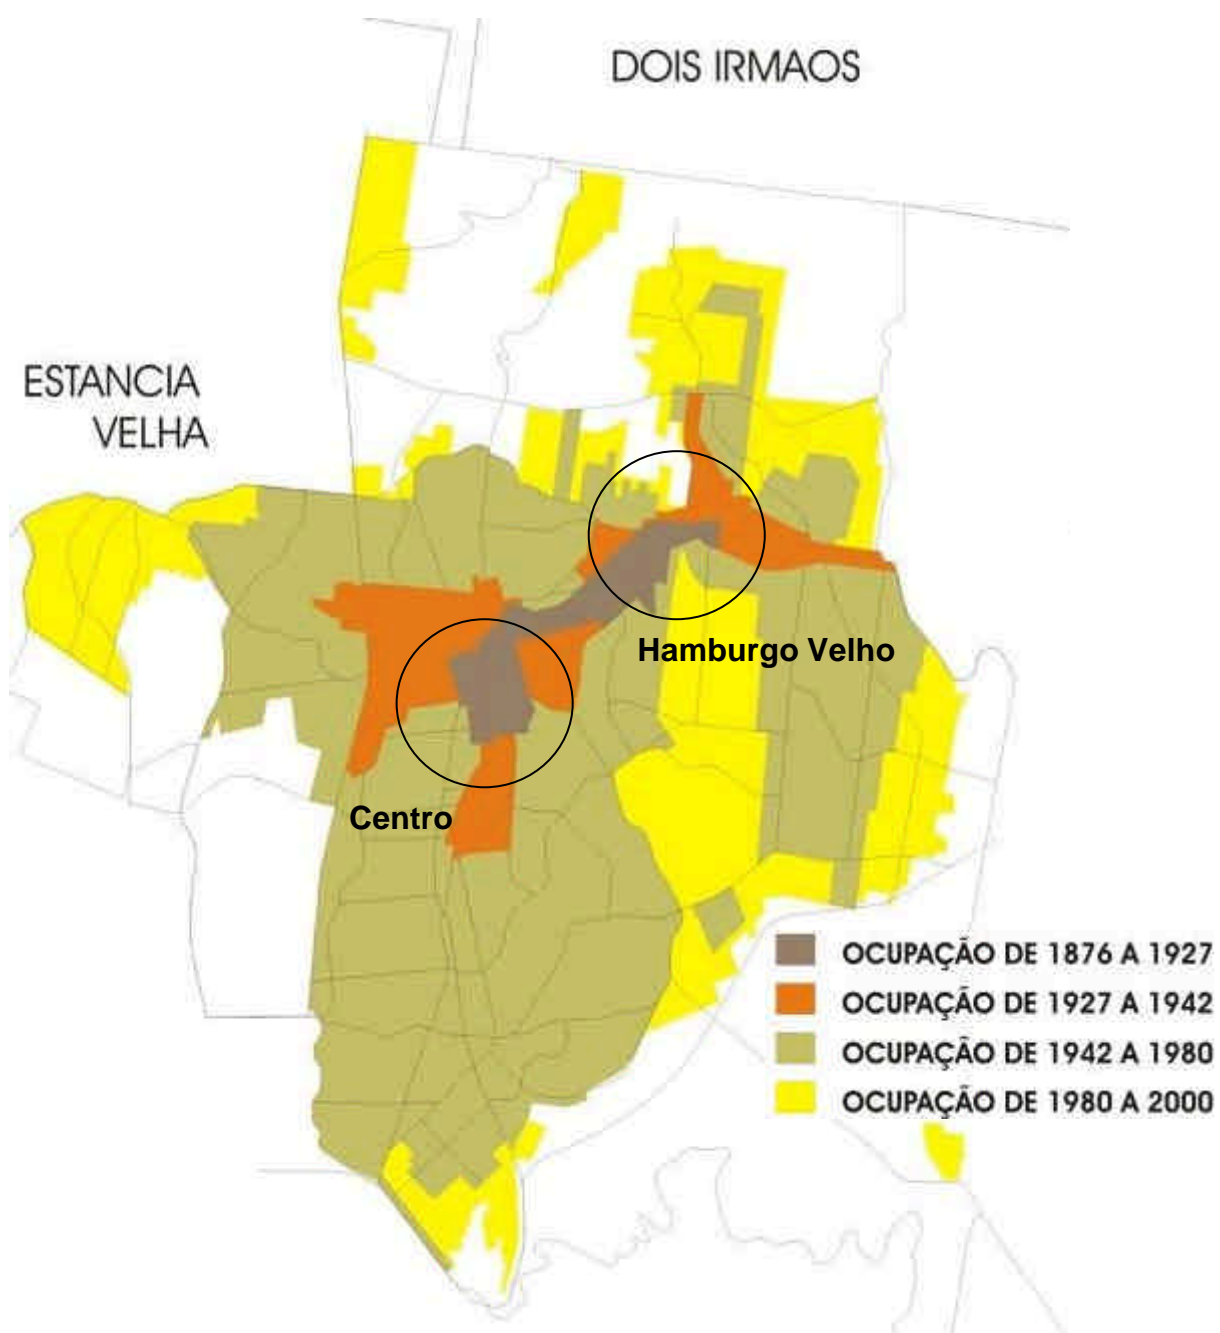 DOIS IRMAOS
ESTANCIA
VELHA
Hamburgo Velho
Centro
OCUPAÇÃO DE 1876 A 1927
OCUPAÇÃO DE 1927 A 1942
OCUPAÇÃO DE 1942 A 1980
OCUPAÇÃO DE 1980 A 2000